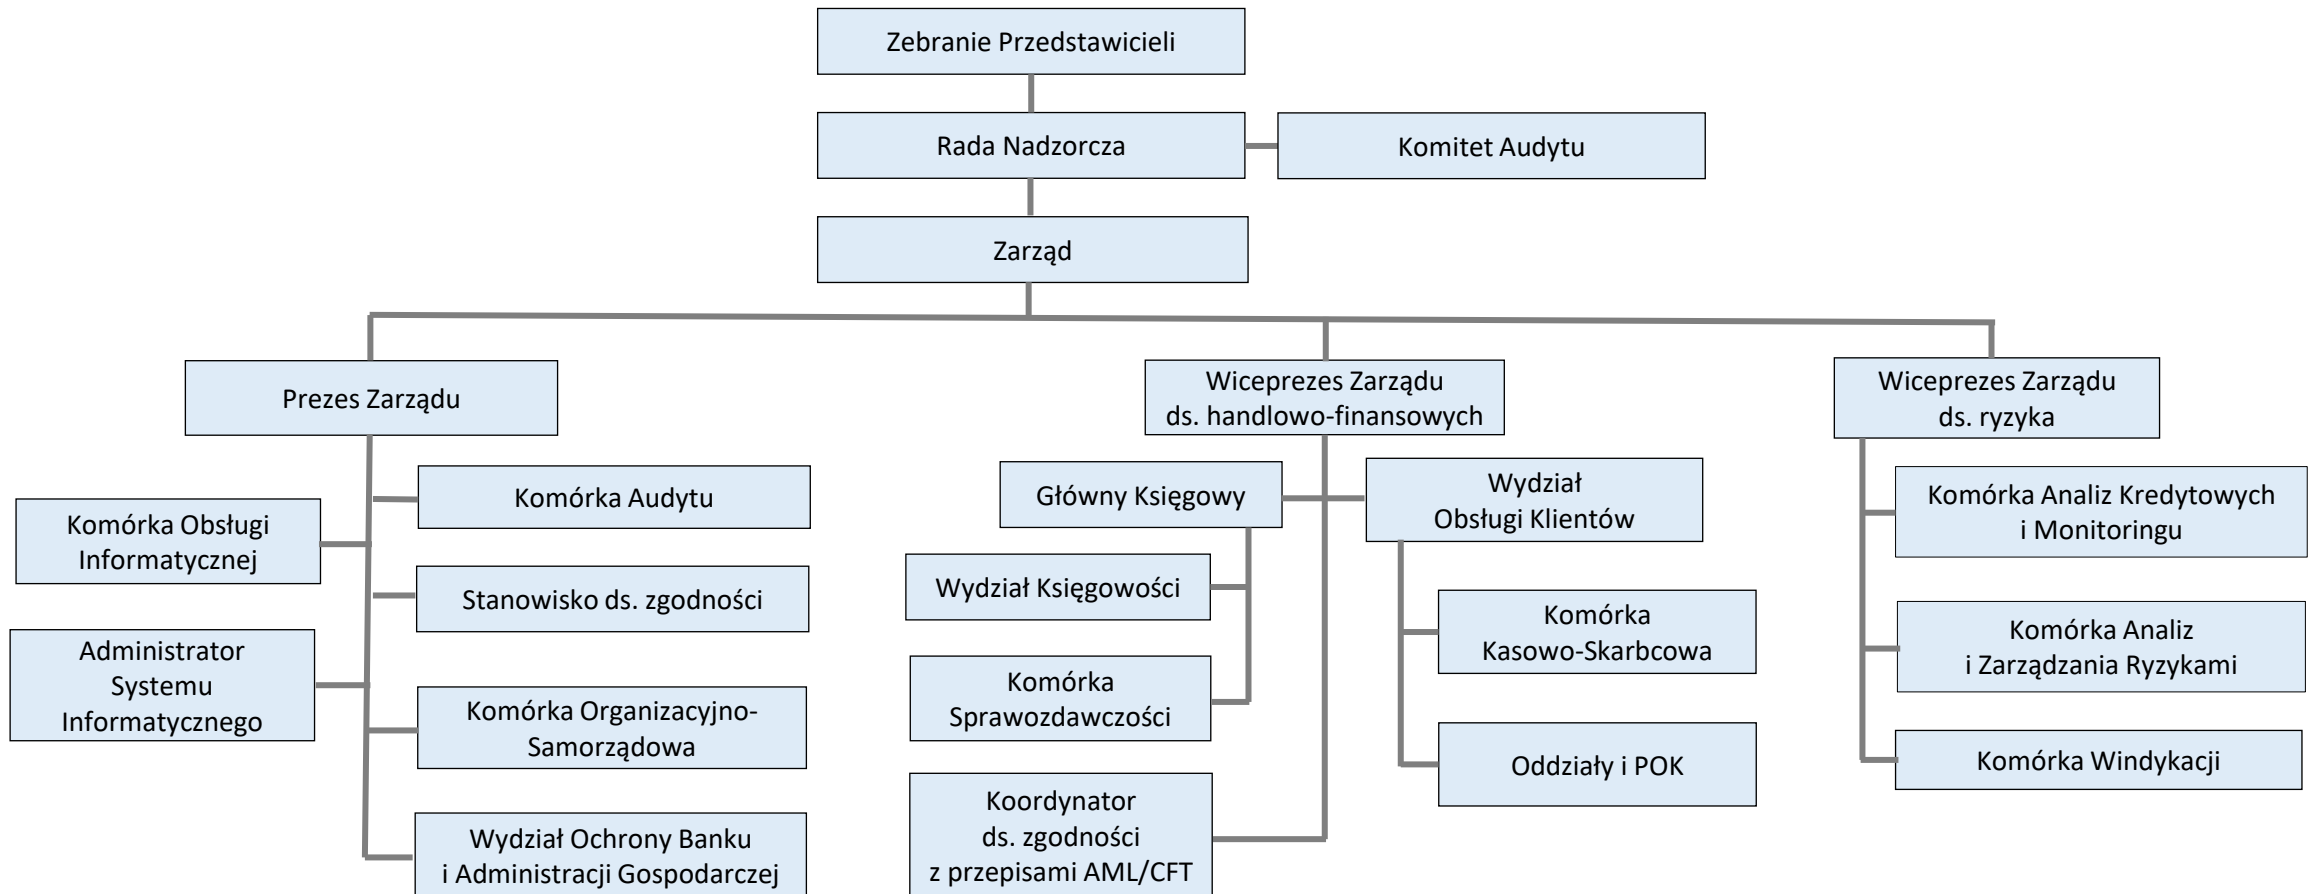 Zebranie Przedstawicieli
Rada Nadzorcza
Komitet Audytu
Zarząd
Prezes Zarządu
Wiceprezes Zarządu
ds. handlowo-finansowych
Wiceprezes Zarządu
ds. ryzyka
Komórka Obsługi
Informatycznej
Administrator
Systemu
Informatycznego
Komórka Audytu
Stanowisko ds. zgodności
Komórka Organizacyjno-
Samorządowa
Wydział Ochrony Banku
i Administracji Gospodarczej
Główny Księgowy
Wydział Księgowości
Komórka
Sprawozdawczości
Koordynator
ds. zgodności
z przepisami AML/CFT
Wydział
Obsługi Klientów
Komórka
Kasowo-Skarbcowa
Oddziały i POK
Komórka Analiz Kredytowych
i Monitoringu
Komórka Analiz
i Zarządzania Ryzykami
Komórka Windykacji